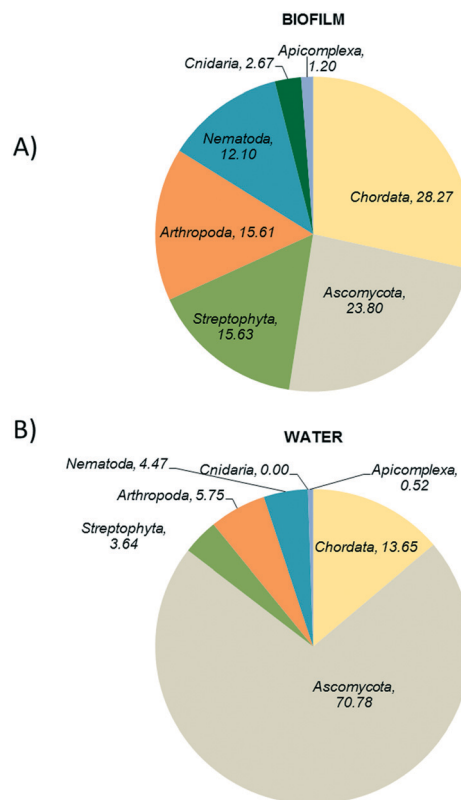 BIOFILM
Apicomplexa,
1.20
Cnidaria, 2.67
Nematoda,
12.10
A)
Chordata, 28.27
Arthropoda, 15.61
Ascomycota,
23.80
Streptophyta,
15.63
B)
WATER
Nematoda, 4.47
Cnidaria, 0.00
Apicomplexa,
0.52
Arthropoda, 5.75
Streptophyta,
3.64
Chordata, 13.65
Ascomycota,
70.78